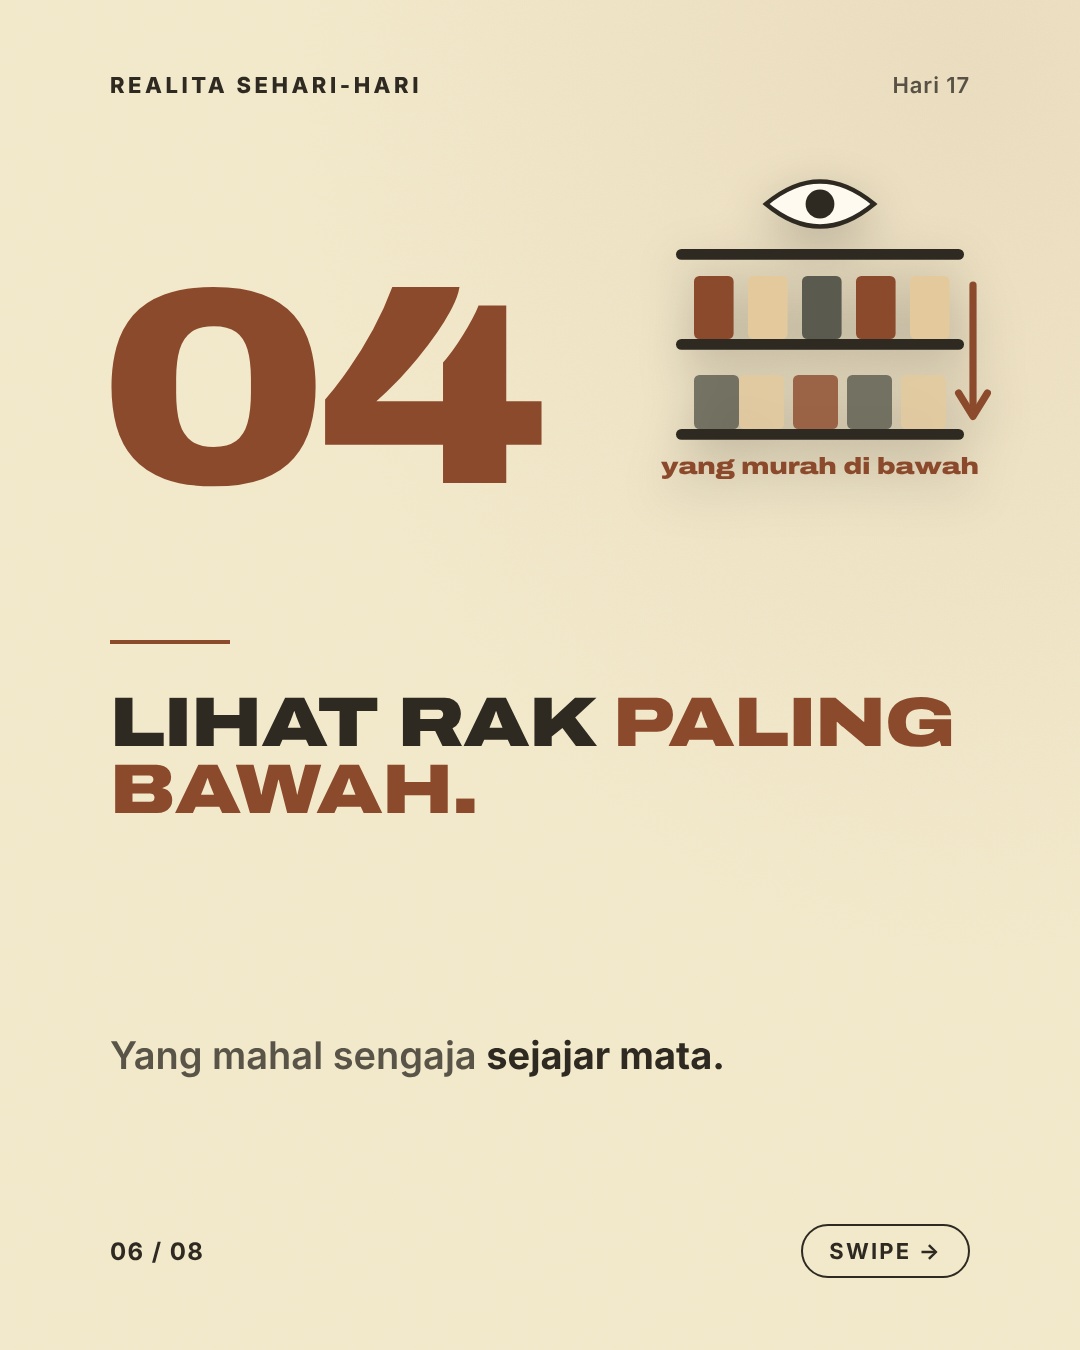 REALITA SEHARI-HARI
Hari 17
04
yang murah di bawah
LIHAT RAK PALING
BAWAH.
Yang mahal sengaja sejajar mata.
06 / 08
SWIPE →